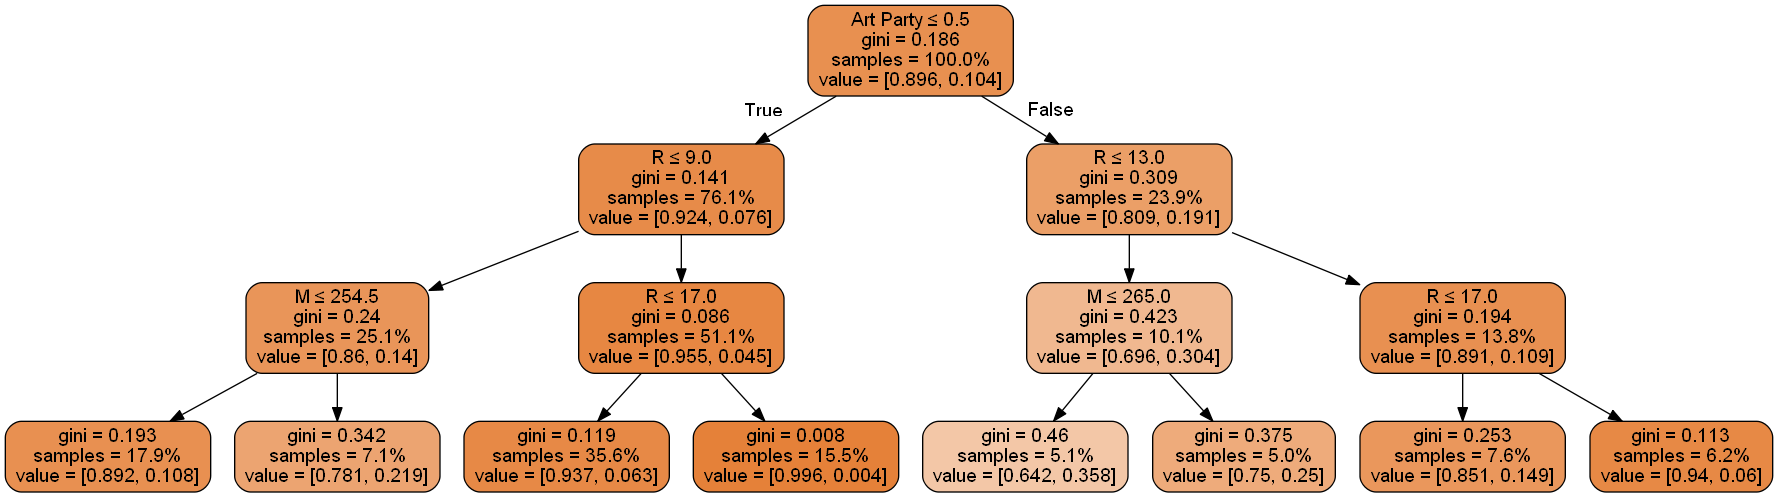 Art Party ≤ 0.5
gini = 0.186
samples = 100.0%
value = [0.896, 0.104]
True
False
R ≤ 9.0
gini = 0.141
samples = 76.1%
value = [0.924, 0.076]
R ≤ 13.0
gini = 0.309
samples = 23.9%
value = [0.809, 0.191]
M ≤ 254.5
gini = 0.24
samples = 25.1%
value = [0.86, 0.14]
R ≤ 17.0
gini = 0.086
samples = 51.1%
value = [0.955, 0.045]
M ≤ 265.0
gini = 0.423
samples = 10.1%
value = [0.696, 0.304]
R ≤ 17.0
gini = 0.194
samples = 13.8%
value = [0.891, 0.109]
gini = 0.193
samples = 17.9%
value = [0.892, 0.108]
gini = 0.342
samples = 7.1%
value = [0.781, 0.219]
gini = 0.119
samples = 35.6%
value = [0.937, 0.063]
gini = 0.008
samples = 15.5%
value = [0.996, 0.004]
gini = 0.46
samples = 5.1%
value = [0.642, 0.358]
gini = 0.375
samples = 5.0%
value = [0.75, 0.25]
gini = 0.253
samples = 7.6%
value = [0.851, 0.149]
gini = 0.113
samples = 6.2%
value = [0.94, 0.06]